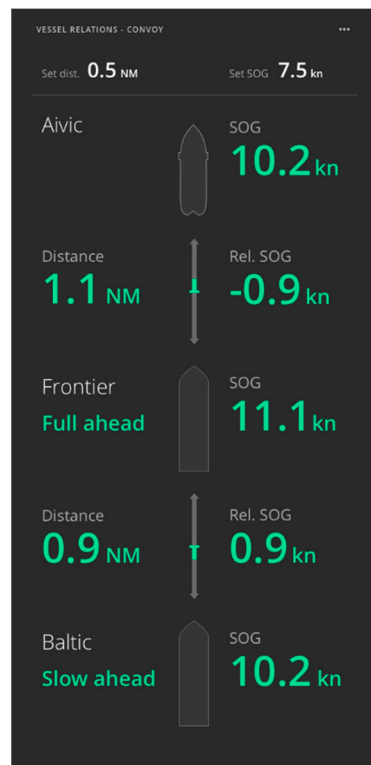 VESSEL RELATIONS - CONVOY ...
Set dist. 0.5 NM Set SOG 7.5 kn
Aivic SOG
10.2 kn
Distance Rel. SOG
1.1 NM -0.9 kn
Frontier SOG
Full ahead 11.1 kn
Distance Rel. SOG
0.9 NM 0.9 kn
Baltic SOG
Slow ahead 10.2 kn